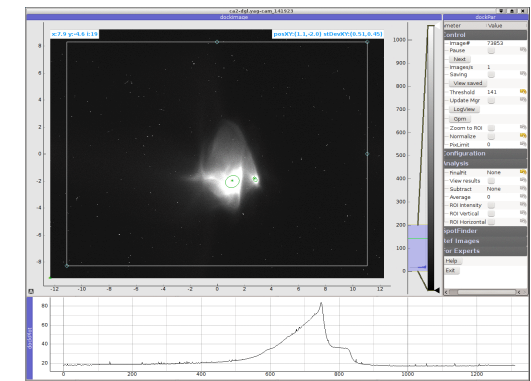 ca2-dgl.svg-cam_141923
dockImage
dockPar
x:7.9 y:-4.6 i:19
posXY:(1.1,-2.0) stDevXY:(0.51,0.45)
ameter Value
Control
Image# 73853
Pause
Next
Images/s 1
Saving
View saved
Threshold 141
Update Mgr
LogView
Opm
Zoom to ROI
Normalize
PixLimit 0
Configuration
Analysis
FinalFit None
View results
Subtract None
Average 0
ROI Intensity
ROI Vertical
ROI Horizontal
SpotFinder
Ref Images
For Experts
Help
Exit
8
6
4
2
0
-2
-4
-6
-8
-12 -10 -8 -6 -4 -2 0 2 4 6 8 10 12
1000
900
800
700
600
500
400
300
200
100
0
A
dockPlot
80
60
40
20
0 200 400 600 800 1000 1200